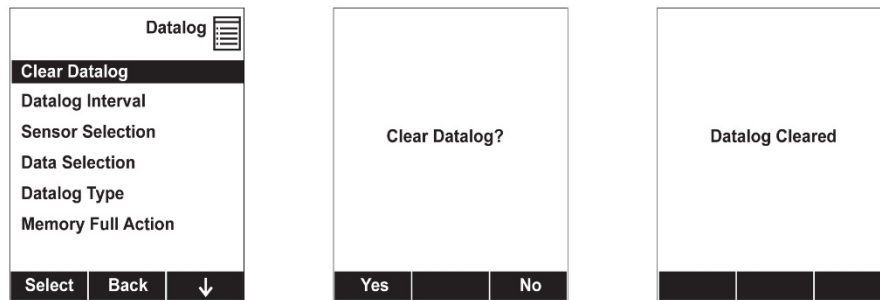 Datalog
Clear Datalog
Datalog Interval
Sensor Selection
Data Selection
Datalog Type
Memory Full Action
Select Back ↓
Clear Datalog?
Yes No
Datalog Cleared